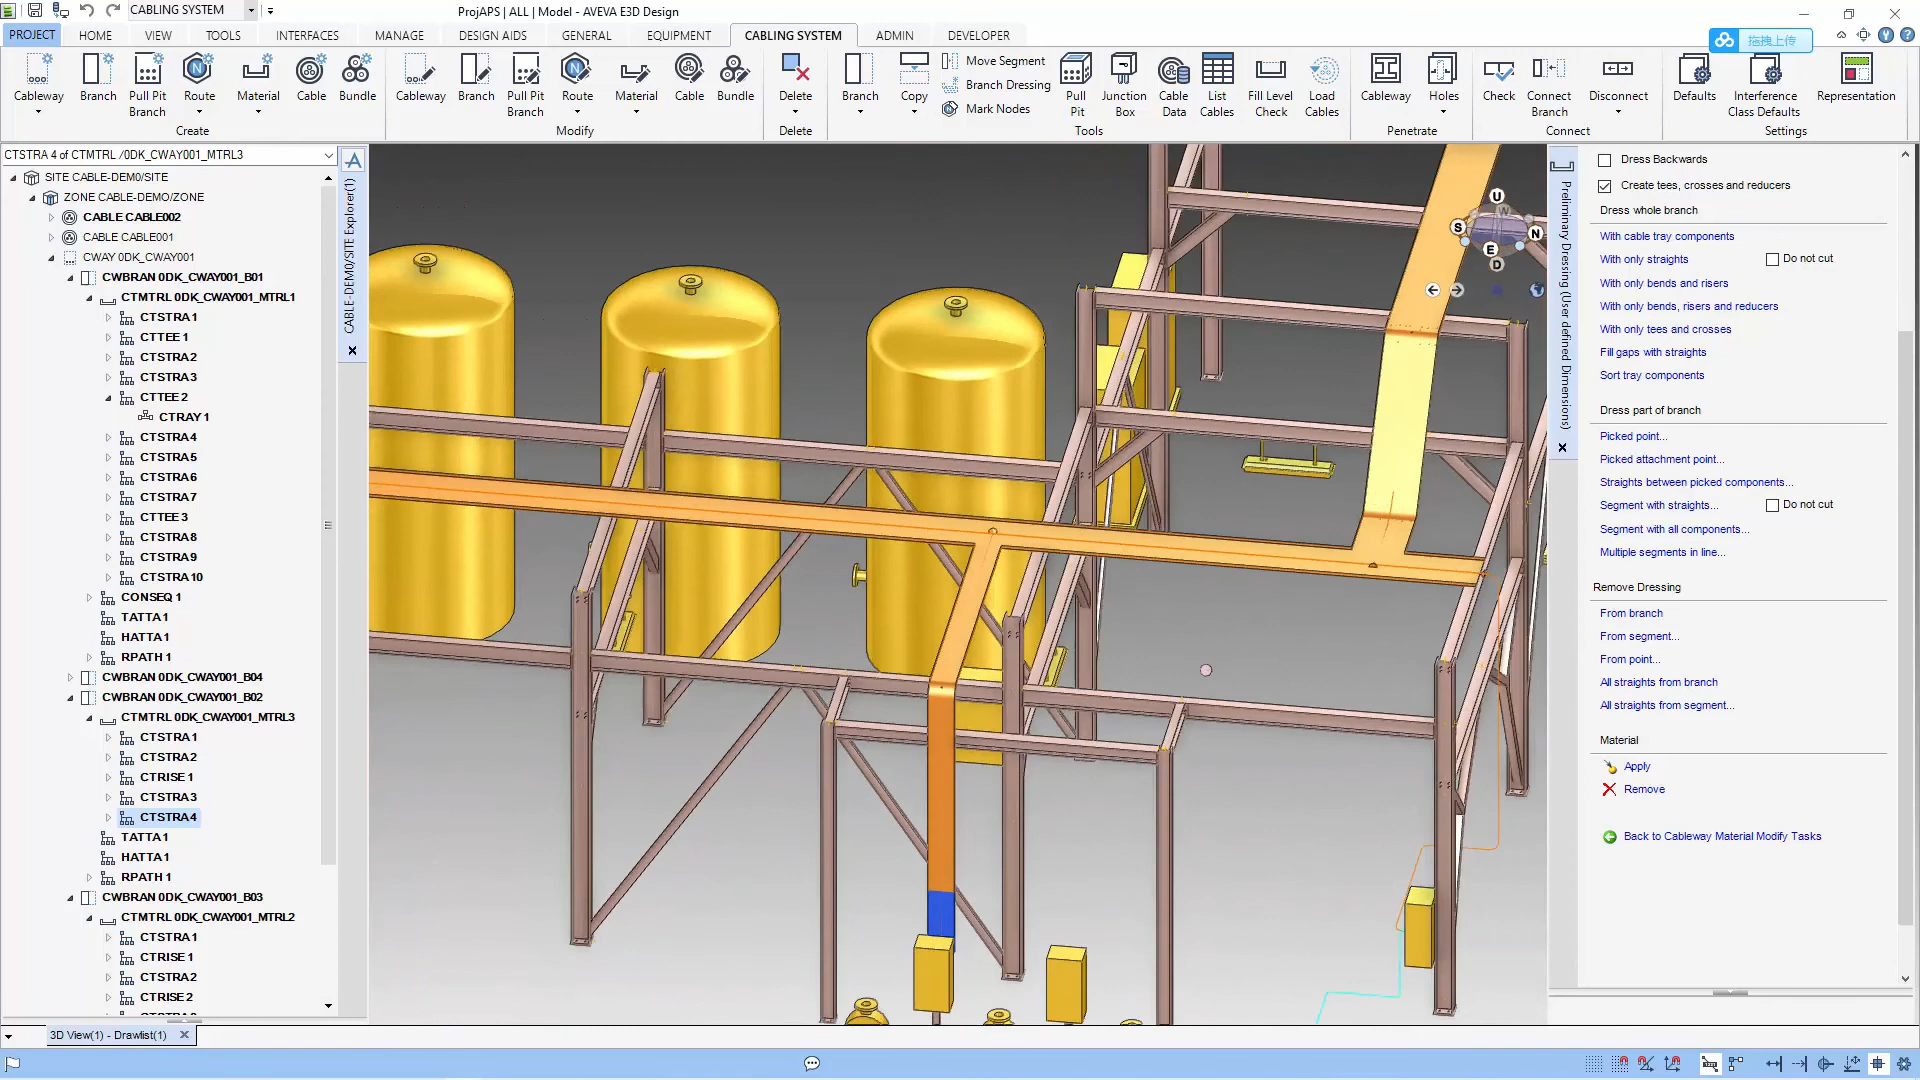 CABLING SYSTEM
ProjAPS | ALL | Model - AVEVA E3D Design
PROJECT HOME VIEW TOOLS INTERFACES MANAGE DESIGN AIDS GENERAL EQUIPMENT CABLING SYSTEM ADMIN DEVELOPER
拖拽上传
Cableway Branch Pull Pit Branch Route Material Cable Bundle
Create
Cableway Branch Pull Pit Branch Route Material Cable Bundle
Modify
Delete
Delete
Branch Copy
Move Segment
Branch Dressing
Mark Nodes
Pull Pit Junction Box Cable Data List Cables Fill Level Check Load Cables
Tools
Cableway Holes
Penetrate
Check Connect Branch Disconnect
Connect
Defaults Interference Class Defaults Representation
Settings
CTSTRA 4 of CTMTRL /0DK_CWAY001_MTRL3
SITE CABLE-DEM0/SITE
ZONE CABLE-DEMO/ZONE
CABLE CABLE002
CABLE CABLE001
CWAY 0DK_CWAY001
CWBRAN 0DK_CWAY001_B01
CTMTRL 0DK_CWAY001_MTRL1
CTSTRA 1
CTTEE 1
CTSTRA 2
CTSTRA 3
CTTEE 2
CTRAY 1
CTSTRA 4
CTSTRA 5
CTSTRA 6
CTSTRA 7
CTTEE 3
CTSTRA 8
CTSTRA 9
CTSTRA 10
CONSEQ 1
TATTA 1
HATTA 1
RPATH 1
CWBRAN 0DK_CWAY001_B04
CWBRAN 0DK_CWAY001_B02
CTMTRL 0DK_CWAY001_MTRL3
CTSTRA 1
CTSTRA 2
CTRISE 1
CTSTRA 3
CTSTRA 4
TATTA 1
HATTA 1
RPATH 1
CWBRAN 0DK_CWAY001_B03
CTMTRL 0DK_CWAY001_MTRL2
CTSTRA 1
CTRISE 1
CTSTRA 2
CTRISE 2
CABLE-DEM0/SITE Explorer(1)
U
W
S
N
E
D
Preliminary Dressing (User defined Dimensions)
Dress Backwards
Create tees, crosses and reducers
Dress whole branch
With cable tray components
With only straights Do not cut
With only bends and risers
With only bends, risers and reducers
With only tees and crosses
Fill gaps with straights
Sort tray components
Dress part of branch
Picked point...
Picked attachment point...
Straights between picked components...
Segment with straights... Do not cut
Segment with all components...
Multiple segments in line...
Remove Dressing
From branch
From segment...
From point...
All straights from branch
All straights from segment...
Material
Apply
Remove
Back to Cableway Material Modify Tasks
3D View(1) - Drawlist(1)